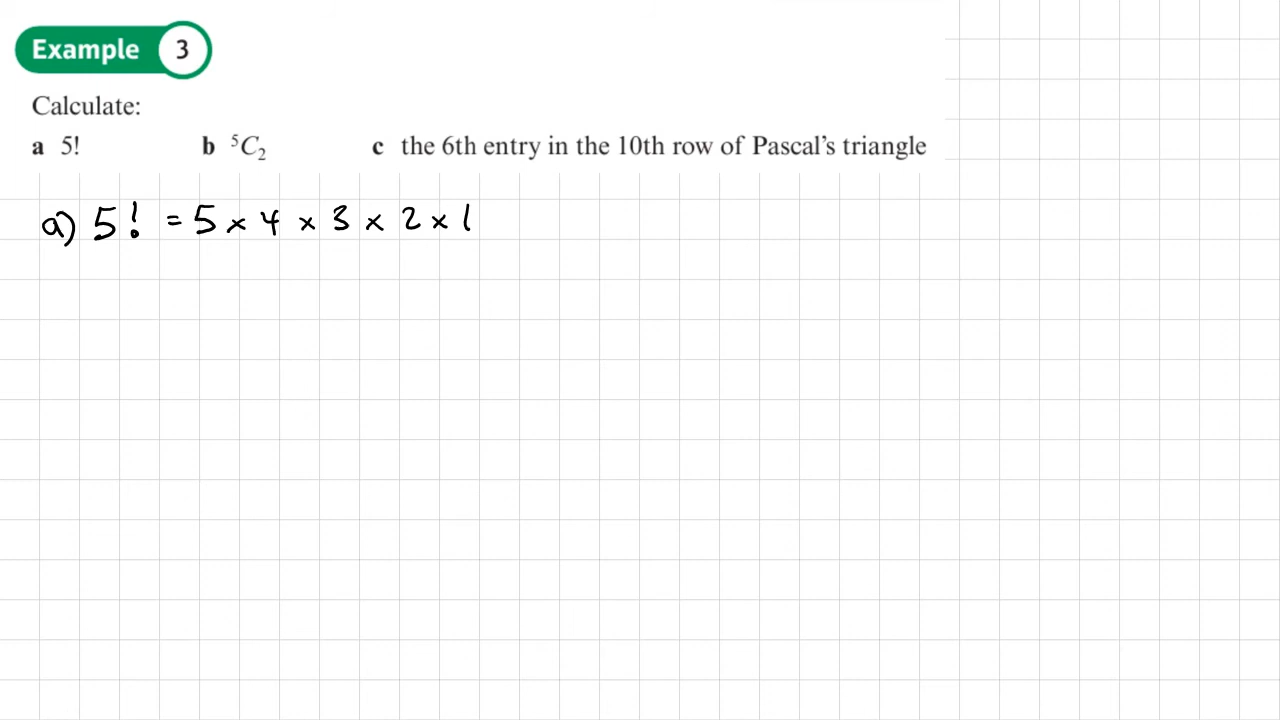 Example 3
Calculate:
a 5! b ⁵C₂ c the 6th entry in the 10th row of Pascal's triangle
a) 5! = 5 × 4 × 3 × 2 × 1